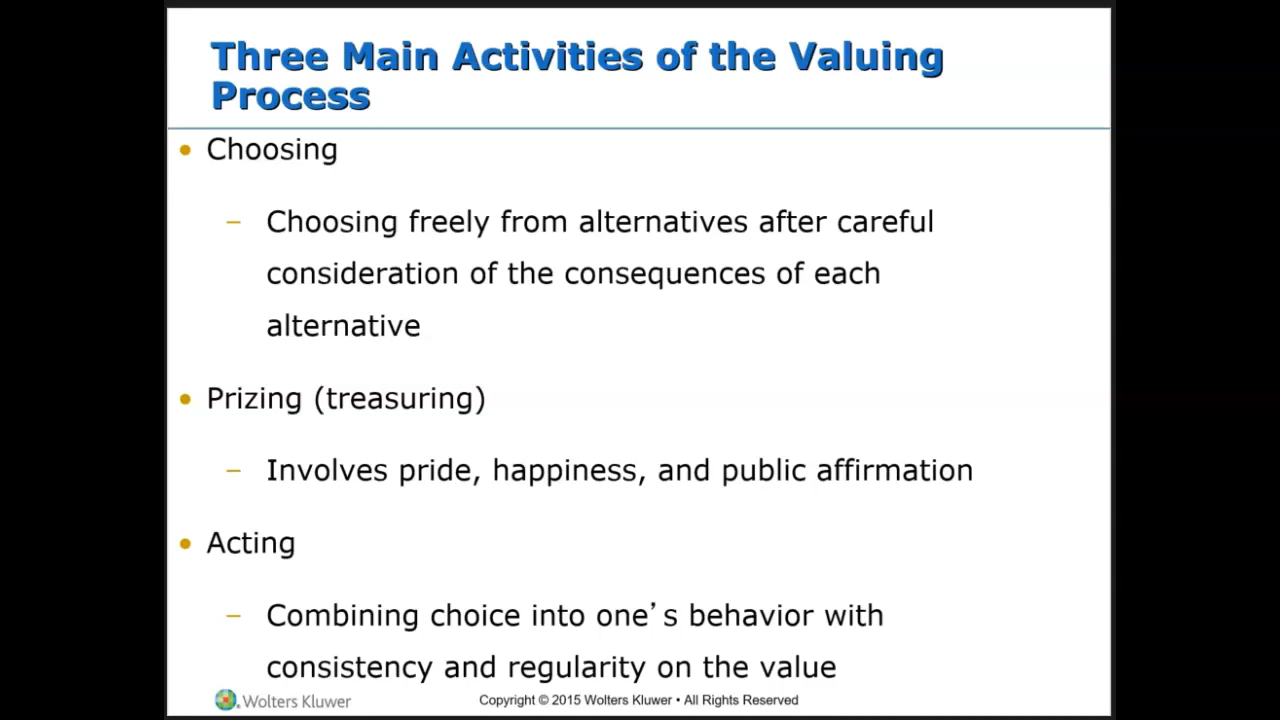 Three Main Activities of the Valuing
Process
• Choosing
– Choosing freely from alternatives after careful
consideration of the consequences of each
alternative
• Prizing (treasuring)
– Involves pride, happiness, and public affirmation
• Acting
– Combining choice into one’s behavior with
consistency and regularity on the value
Wolters Kluwer
Copyright © 2015 Wolters Kluwer • All Rights Reserved